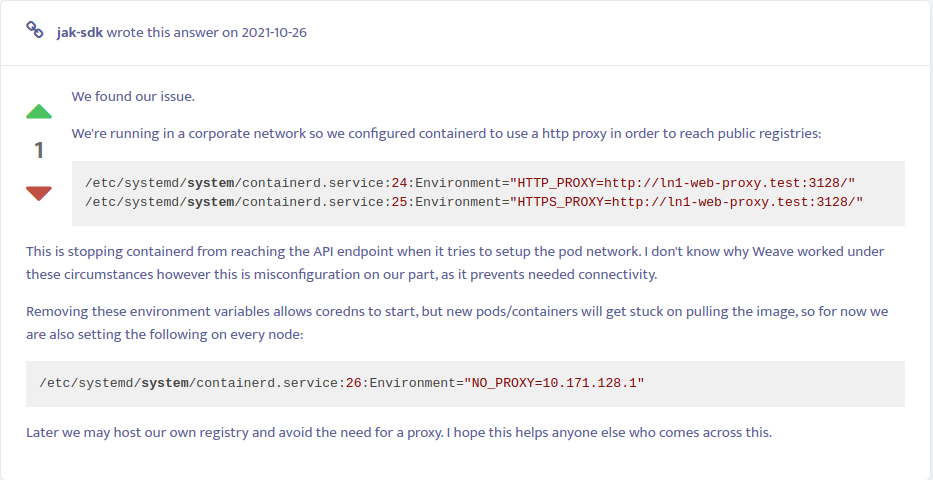 jak-sdk wrote this answer on 2021-10-26
We found our issue.
We're running in a corporate network so we configured containerd to use a http proxy in order to reach public registries:
1
/etc/systemd/system/containerd.service:24:Environment="HTTP_PROXY=http://ln1-web-proxy.test:3128/"
/etc/systemd/system/containerd.service:25:Environment="HTTPS_PROXY=http://ln1-web-proxy.test:3128/"
This is stopping containerd from reaching the API endpoint when it tries to setup the pod network. I don't know why Weave worked under
these circumstances however this is misconfiguration on our part, as it prevents needed connectivity.
Removing these environment variables allows coredns to start, but new pods/containers will get stuck on pulling the image, so for now we
are also setting the following on every node:
/etc/systemd/system/containerd.service:26:Environment="NO_PROXY=10.171.128.1"
Later we may host our own registry and avoid the need for a proxy. I hope this helps anyone else who comes across this.